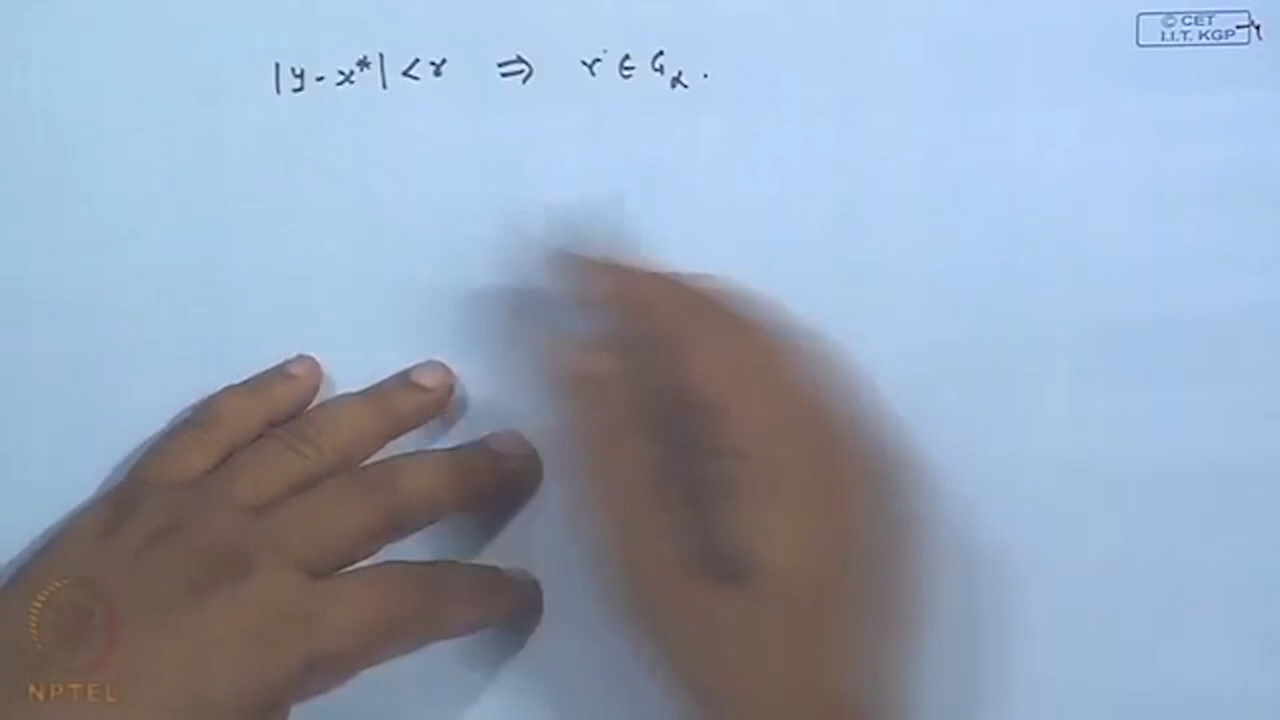 © CET
I.I.T. KGP
|y - x*| < r ⇒ r ∈ G_α.
NPTEL